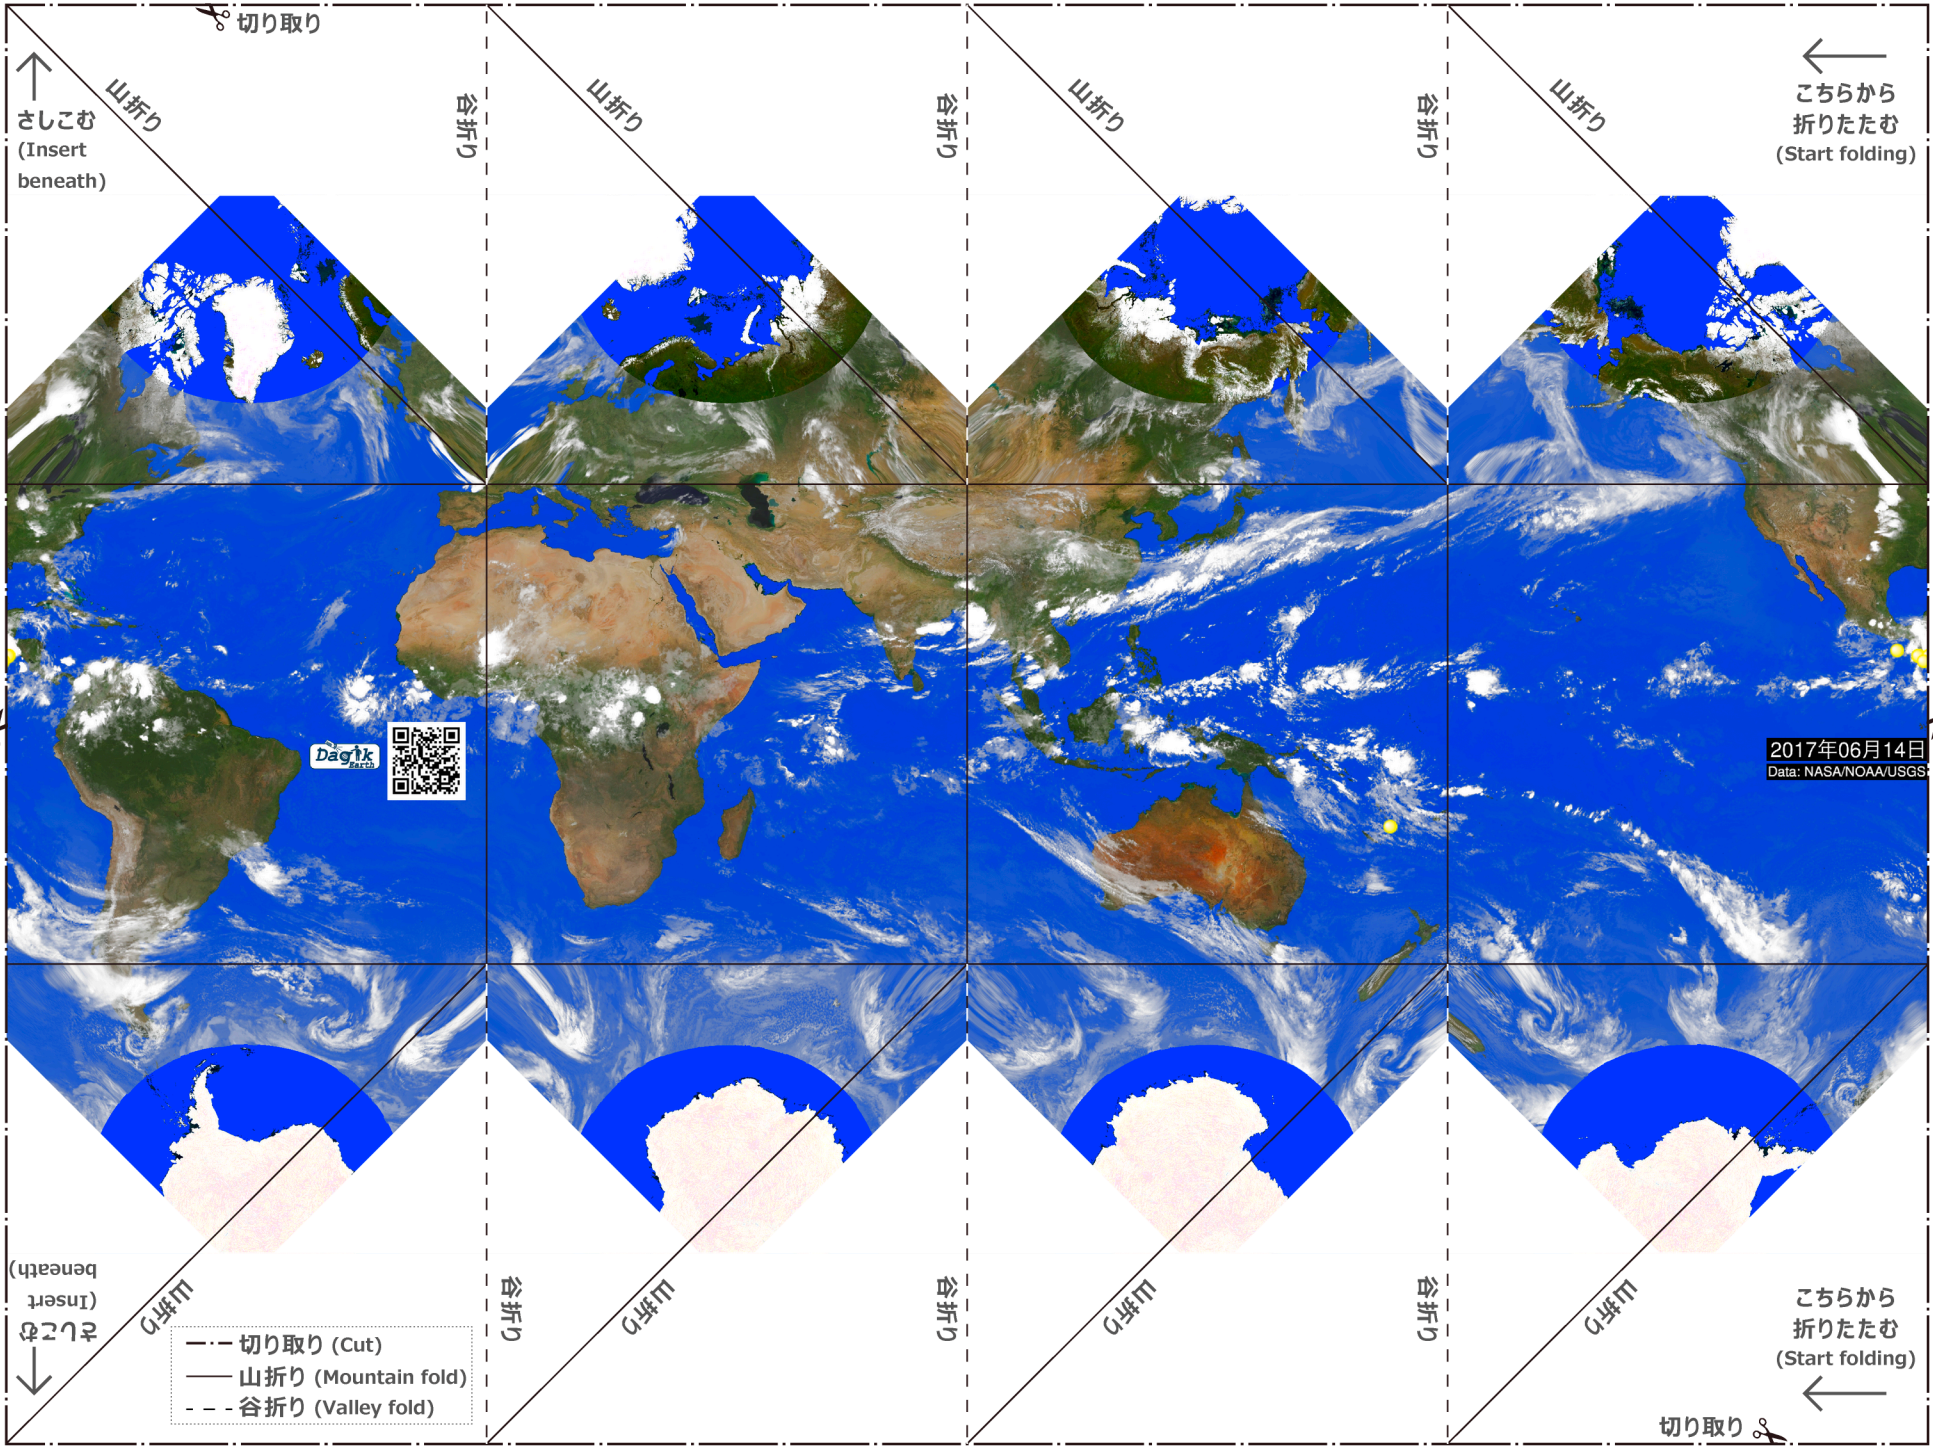 切り取り
さしこむ
(Insert
beneath)
山折り
谷折り
山折り
谷折り
山折り
谷折り
山折り
こちらから
折りたたむ
(Start folding)
Dagik
Earth
2017年06月14日
Data: NASA/NOAA/USGS
さしこむ
(Insert
beneath)
山折り
谷折り
山折り
谷折り
山折り
谷折り
山折り
こちらから
折りたたむ
(Start folding)
切り取り (Cut)
山折り (Mountain fold)
谷折り (Valley fold)
切り取り